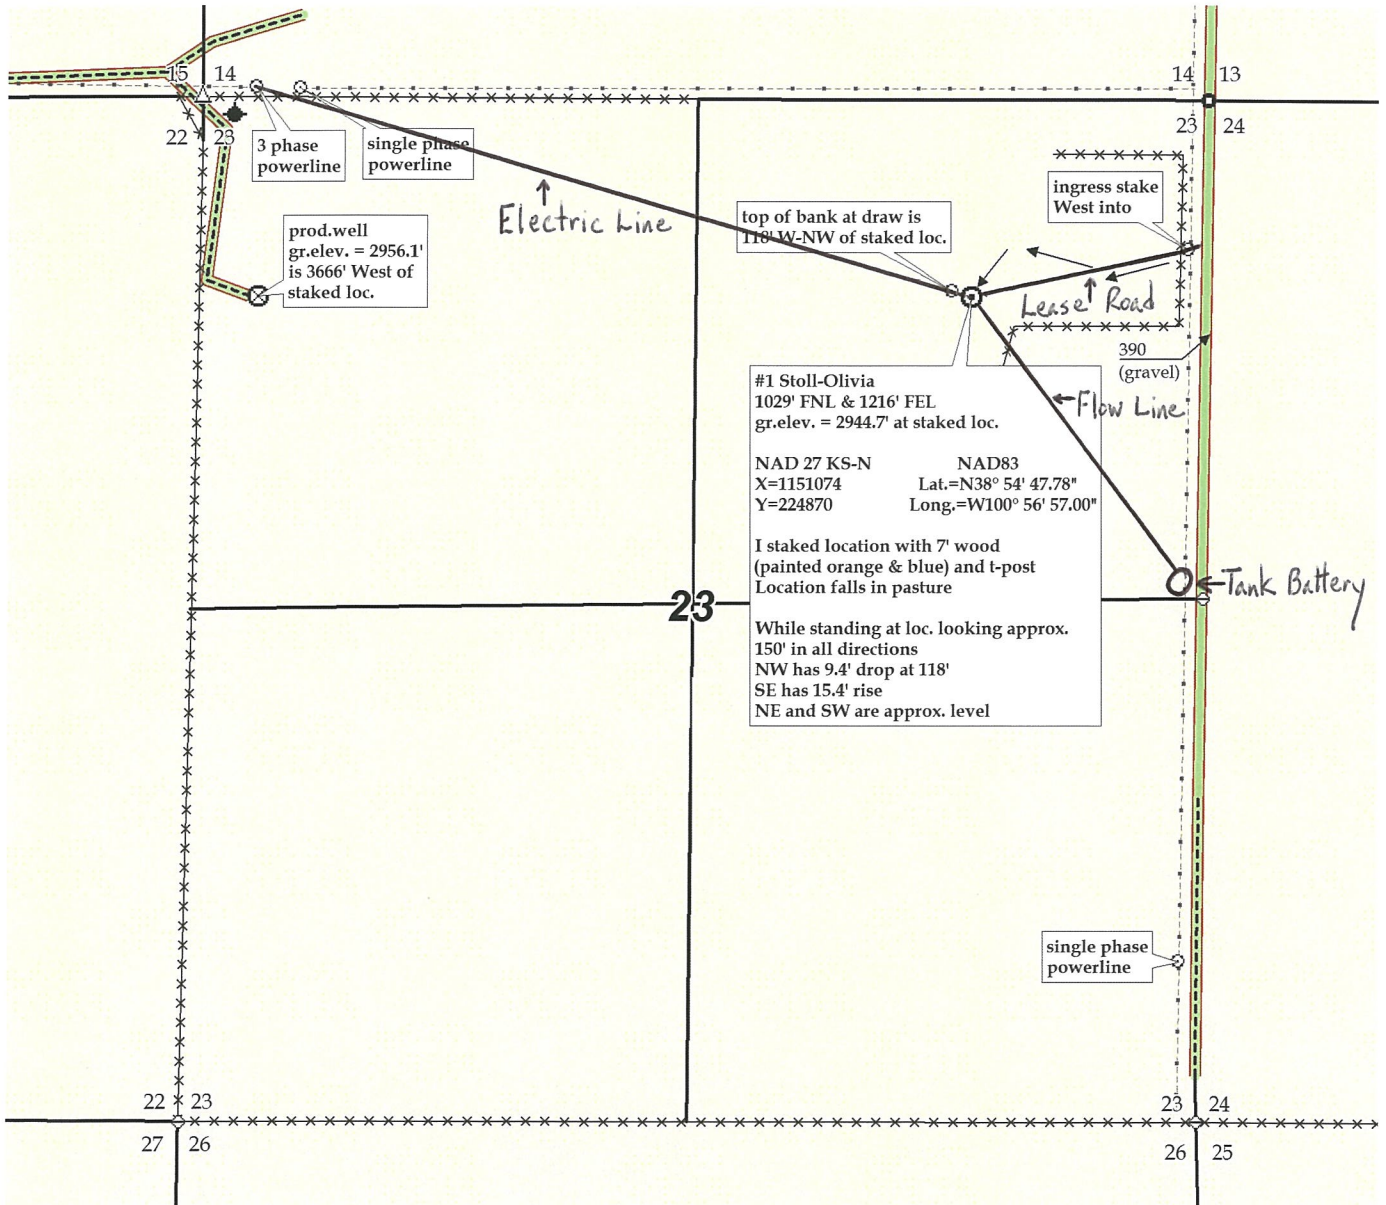 15 14
14 13
22 23
23 24
3 phase
powerline
single phase
powerline
ingress stake
West into
Electric Line
top of bank at draw is
118' W-NW of staked loc.
prod.well
gr.elev. = 2956.1'
is 3666' West of
staked loc.
Lease Road
390
(gravel)
#1 Stoll-Olivia
1029' FNL & 1216' FEL
gr.elev. = 2944.7' at staked loc.
Flow Line
NAD 27 KS-N NAD83
X=1151074 Lat.=N38° 54' 47.78"
Y=224870 Long.=W100° 56' 57.00"
I staked location with 7' wood
(painted orange & blue) and t-post
Location falls in pasture
Tank Battery
23
While standing at loc. looking approx.
150' in all directions
NW has 9.4' drop at 118'
SE has 15.4' rise
NE and SW are approx. level
single phase
powerline
22 23
23 24
27 26
26 25